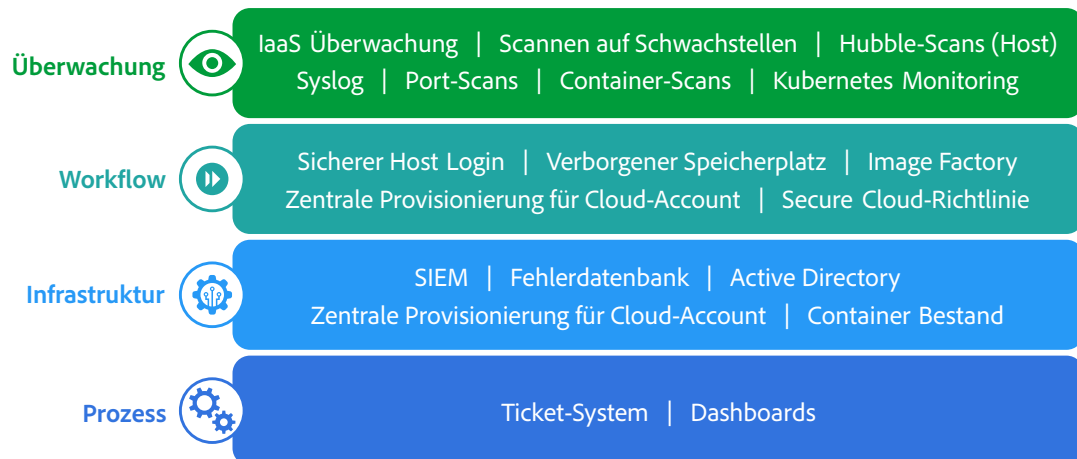 Überwachung
IaaS Überwachung | Scannen auf Schwachstellen | Hubble-Scans (Host)
Syslog | Port-Scans | Container-Scans | Kubernetes Monitoring
Workflow
Sicherer Host Login | Verborgener Speicherplatz | Image Factory
Zentrale Provisionierung für Cloud-Account | Secure Cloud-Richtlinie
Infrastruktur
SIEM | Fehlerdatenbank | Active Directory
Zentrale Provisionierung für Cloud-Account | Container Bestand
Prozess
Ticket-System | Dashboards